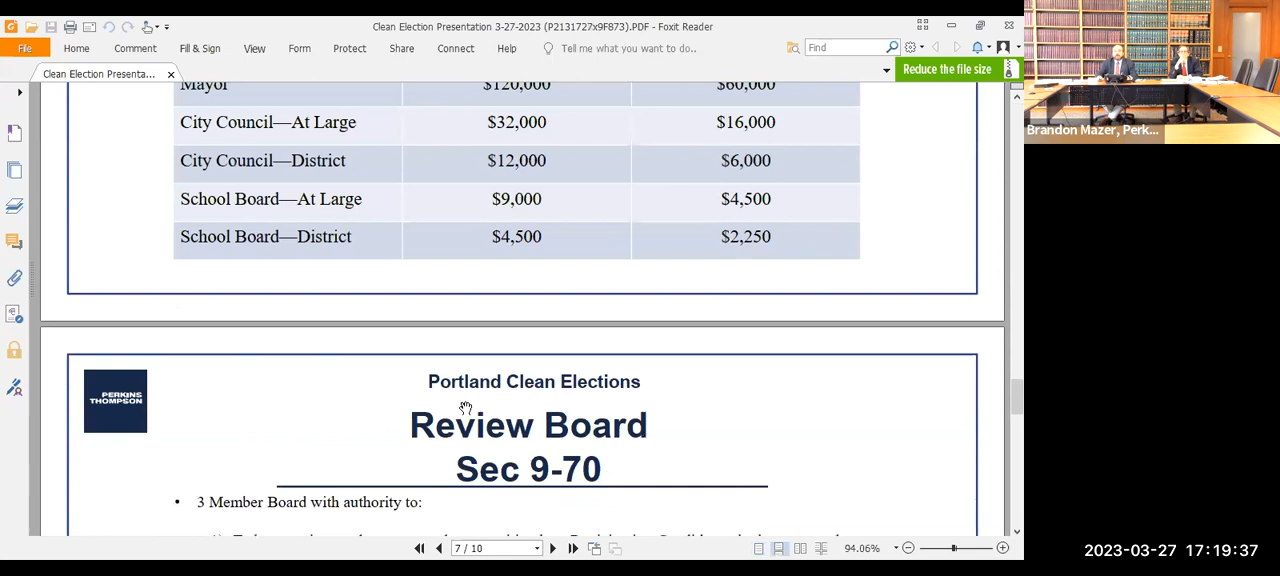 Clean Election Presentation 3-27-2023 (P2131727x9F873).PDF - Foxit Reader
File Home Comment Fill & Sign View Form Protect Share Connect Help Tell me what you want to do.. Find
Clean Election Presenta... Reduce the file size
Mayor $120,000 $60,000
City Council—At Large $32,000 $16,000
City Council—District $12,000 $6,000
School Board—At Large $9,000 $4,500
School Board—District $4,500 $2,250
Brandon Mazer, Perk...
PERKINS
THOMPSON
Portland Clean Elections
Review Board
Sec 9-70
• 3 Member Board with authority to:
7 / 10 94.06%
2023-03-27 17:19:37